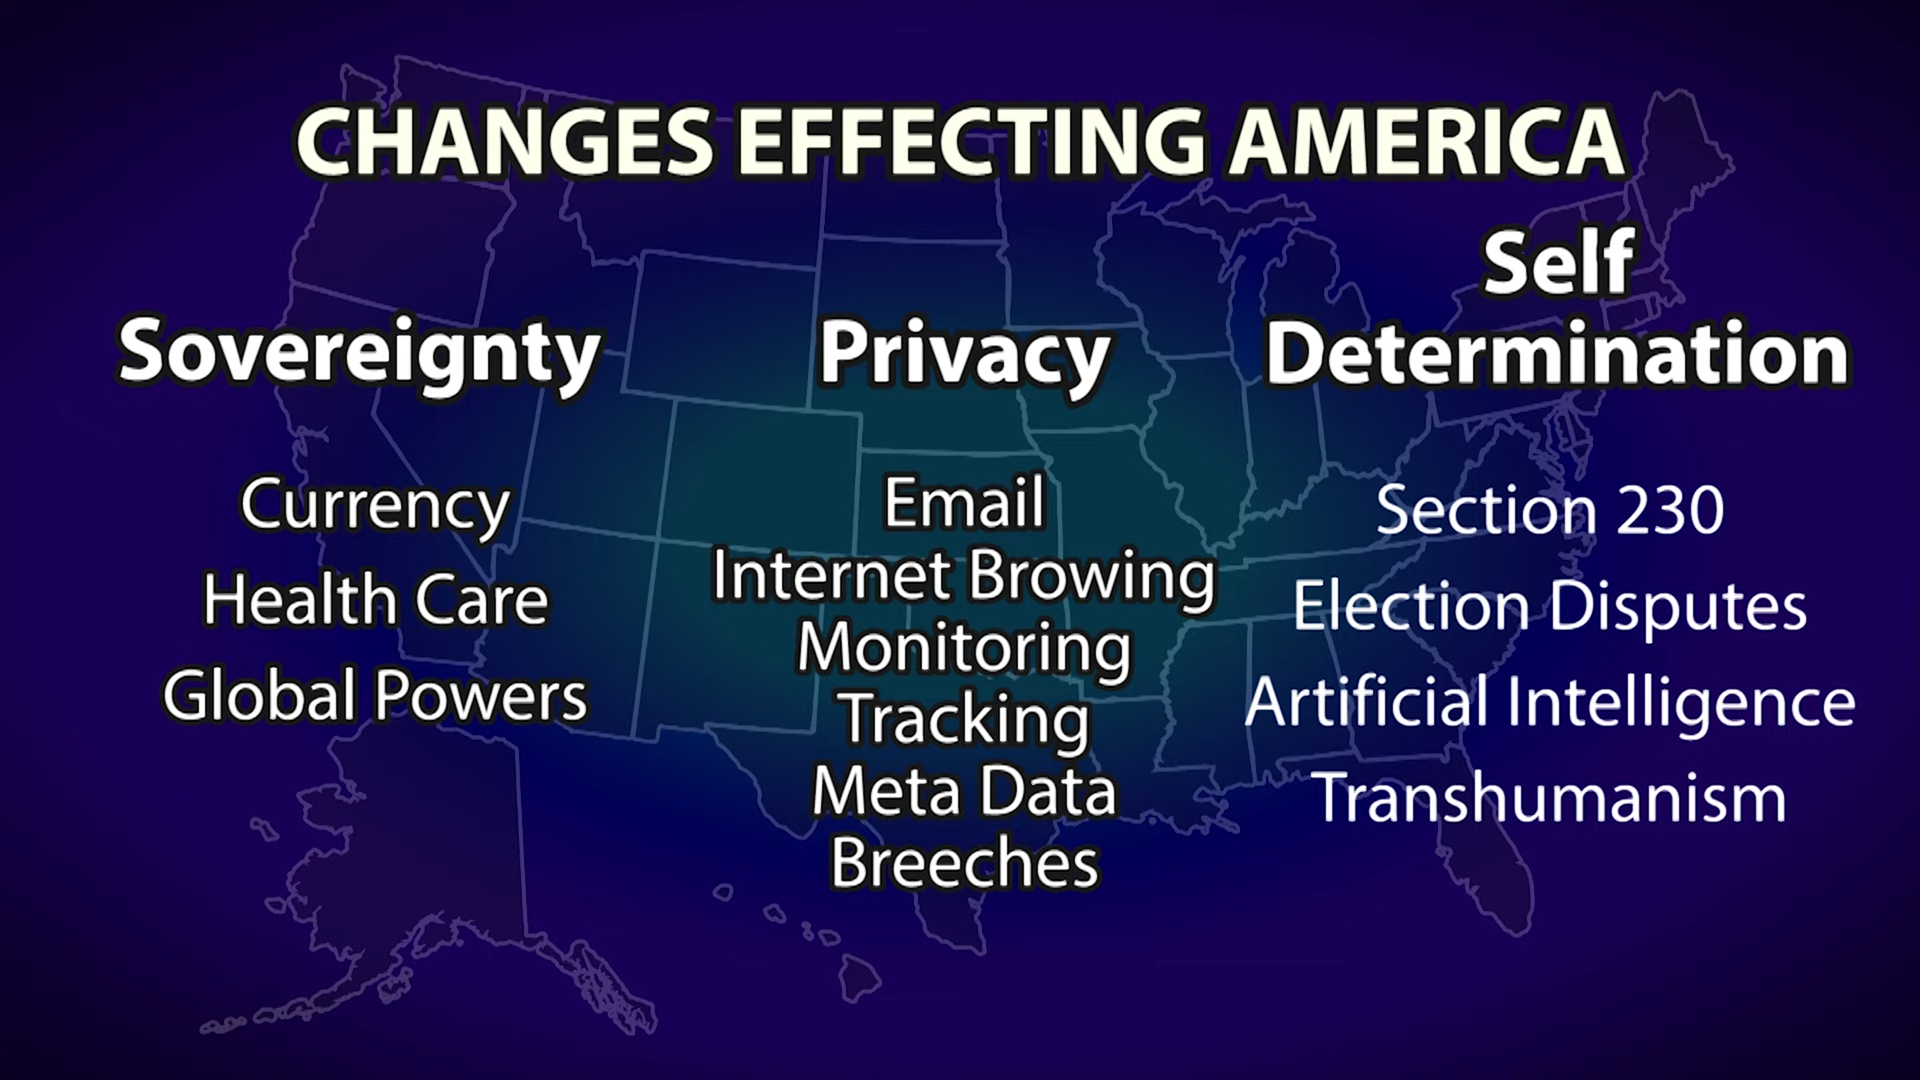 CHANGES EFFECTING AMERICA
Sovereignty
Currency
Health Care
Global Powers
Privacy
Email
Internet Browing
Monitoring
Tracking
Meta Data
Breeches
Self
Determination
Section 230
Election Disputes
Artificial Intelligence
Transhumanism